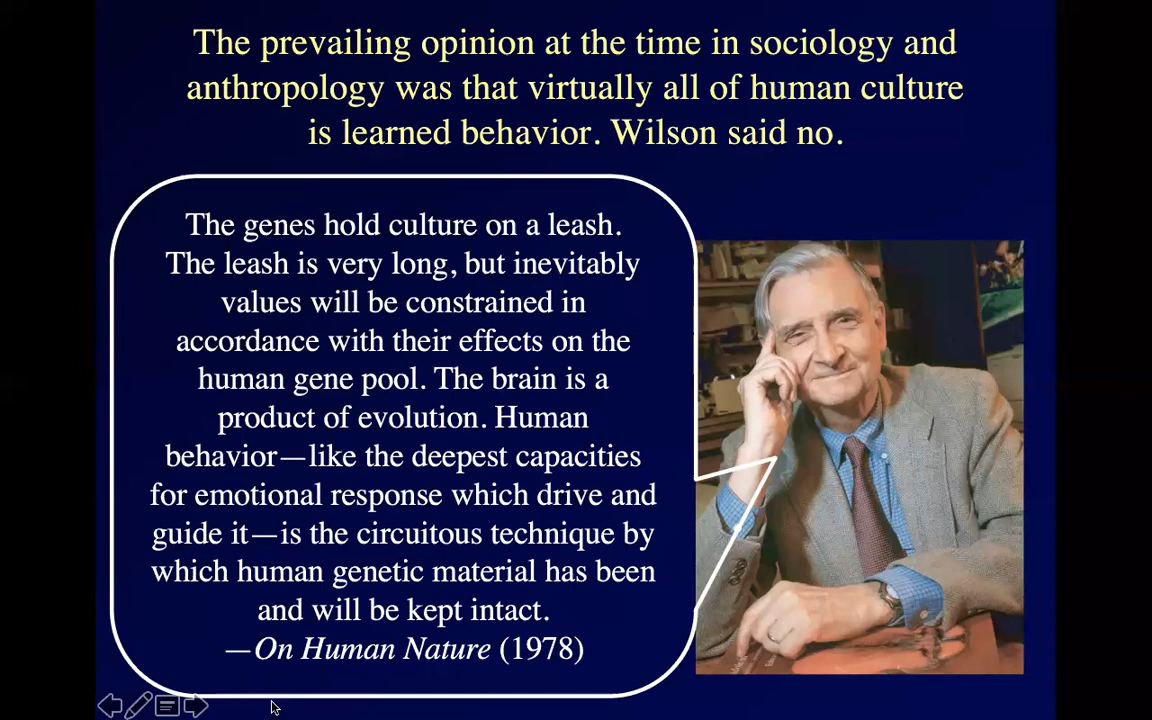 The prevailing opinion at the time in sociology and
anthropology was that virtually all of human culture
is learned behavior. Wilson said no.
The genes hold culture on a leash.
The leash is very long, but inevitably
values will be constrained in
accordance with their effects on the
human gene pool. The brain is a
product of evolution. Human
behavior—like the deepest capacities
for emotional response which drive and
guide it—is the circuitous technique by
which human genetic material has been
and will be kept intact.
—On Human Nature (1978)